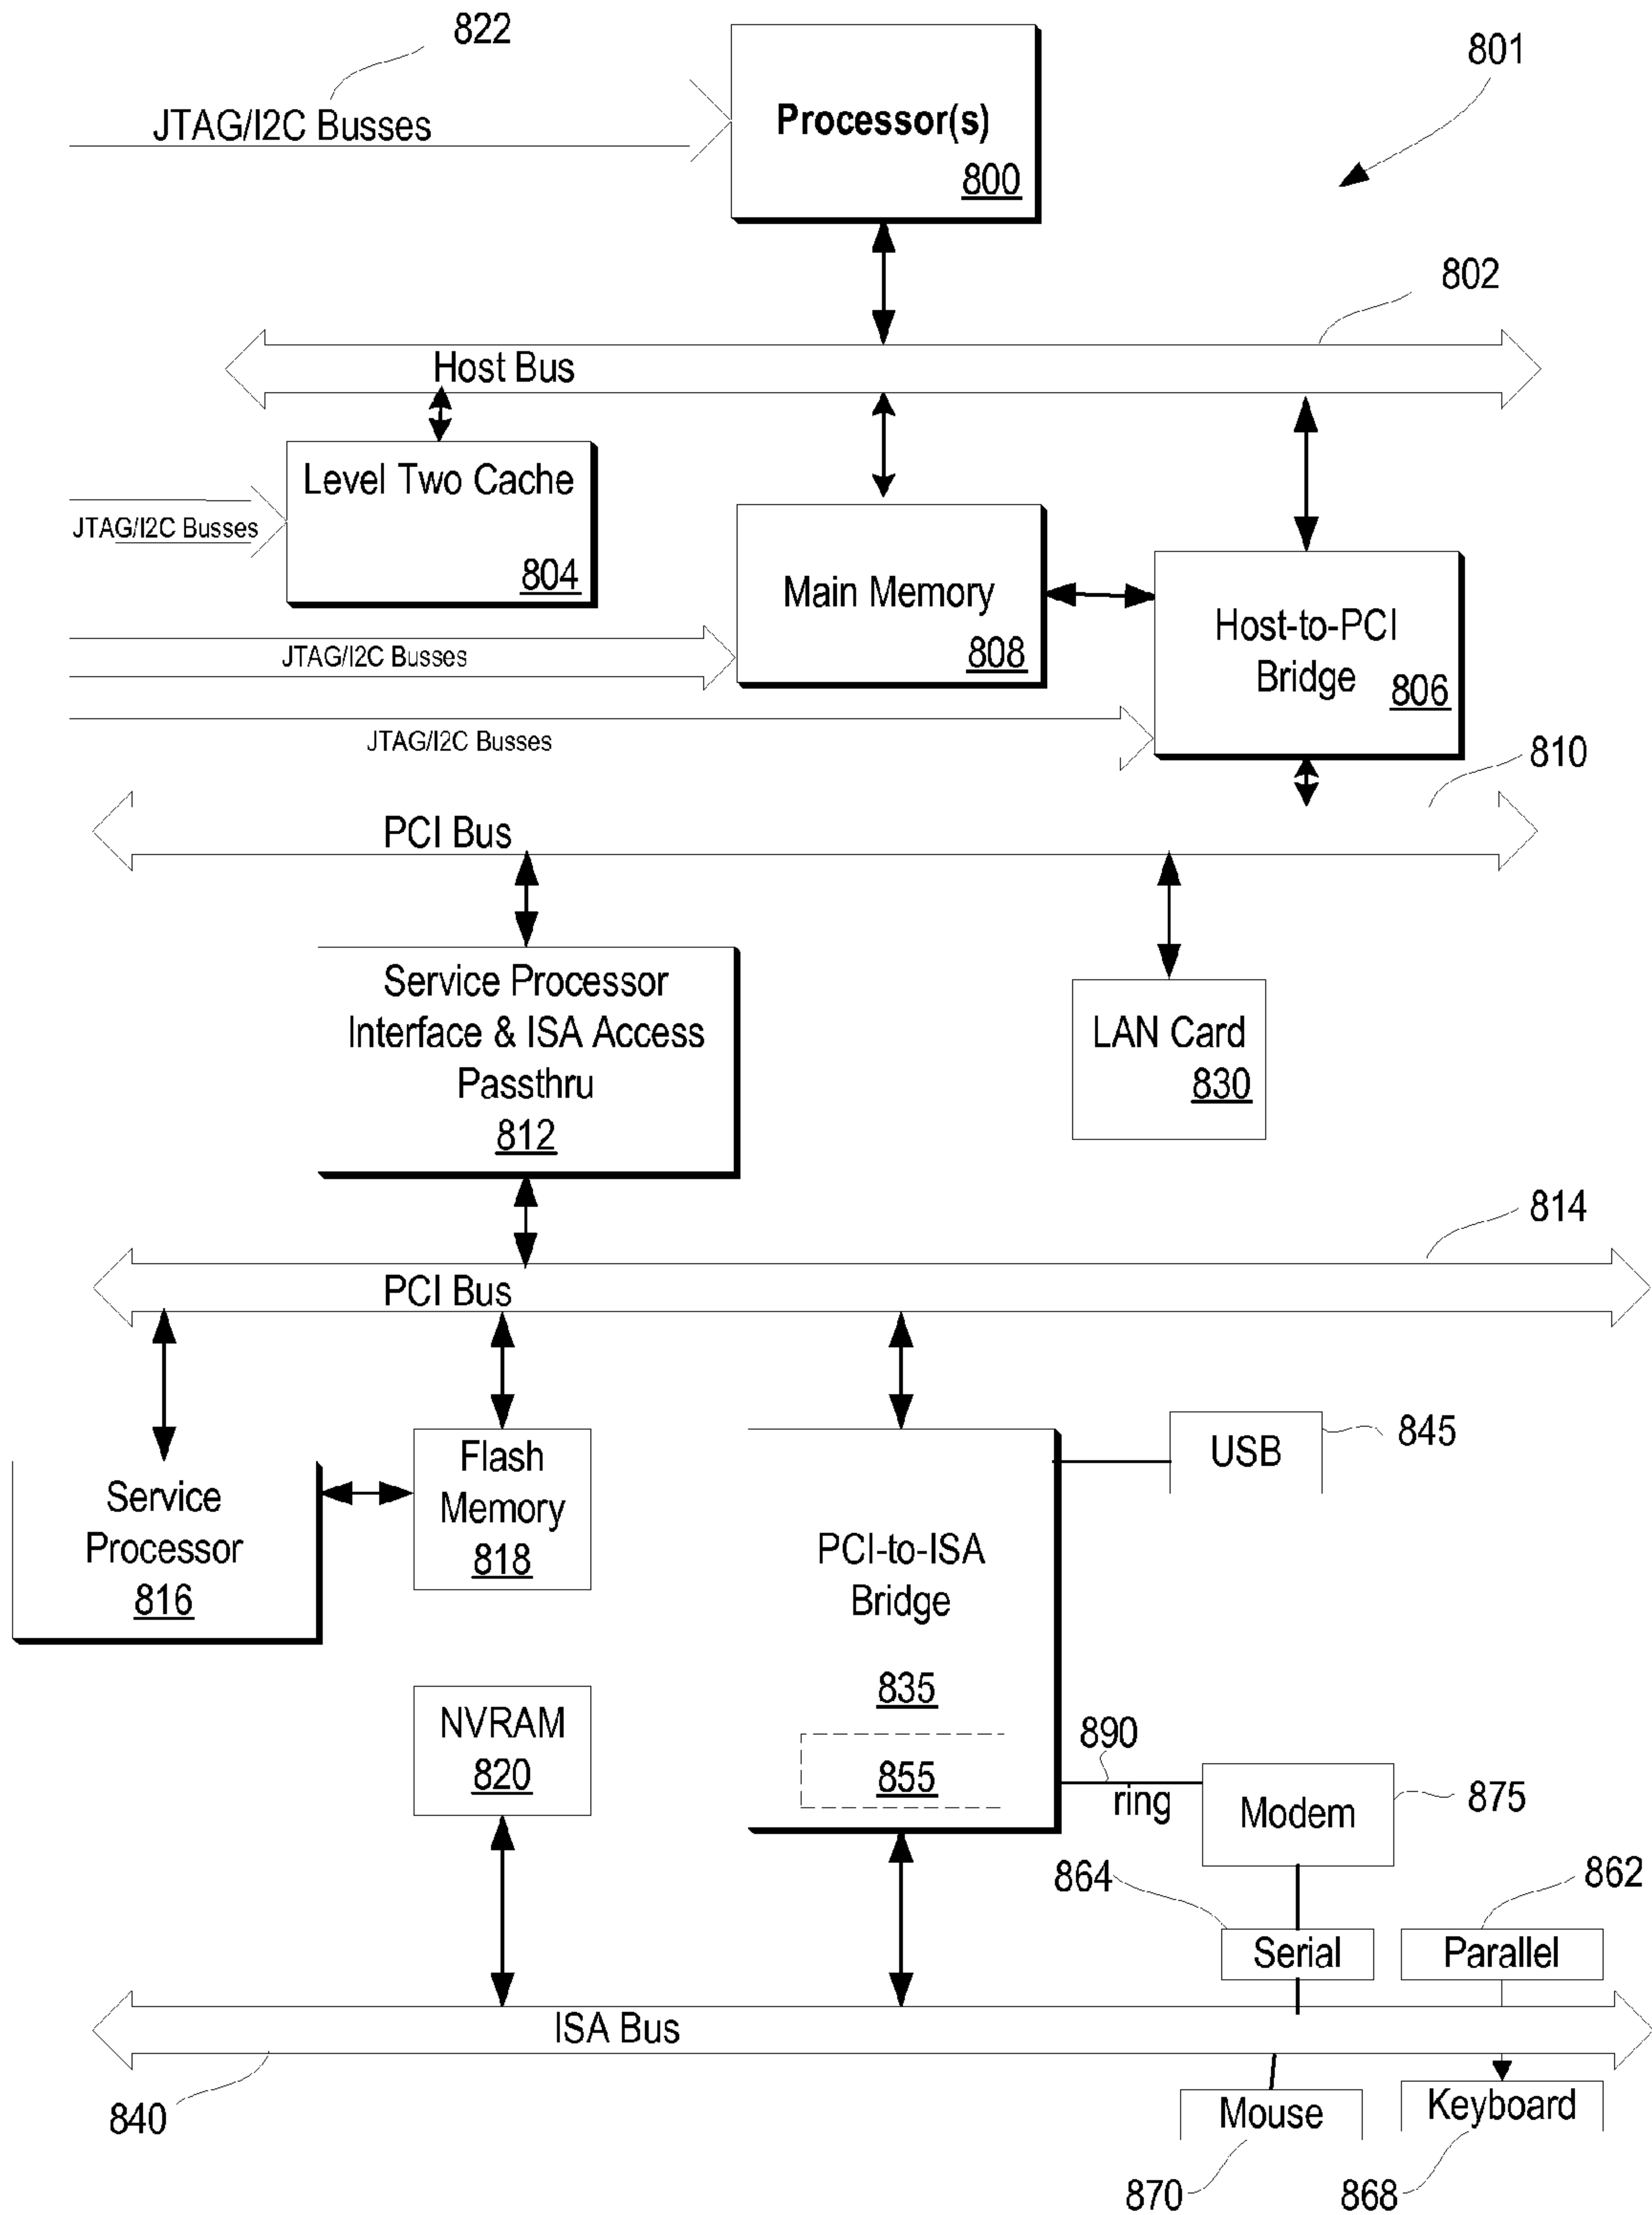 822
801
JTAG/I2C Busses
Processor(s)
800
802
Host Bus
Level Two Cache
804
JTAG/I2C Busses
Main Memory
808
Host-to-PCI
Bridge
806
JTAG/I2C Busses
JTAG/I2C Busses
810
PCI Bus
Service Processor
Interface & ISA Access
Passthru
812
LAN Card
830
814
PCI Bus
Service
Processor
816
Flash
Memory
818
PCI-to-ISA
Bridge
835
855
USB
845
NVRAM
820
890
ring
Modem
875
864
862
Serial
Parallel
ISA Bus
840
Mouse
Keyboard
870
868